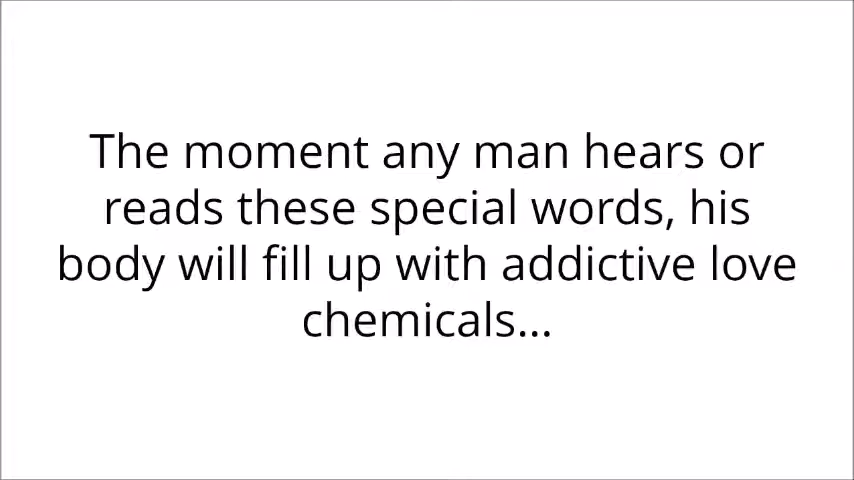 The moment any man hears or
reads these special words, his
body will fill up with addictive love
chemicals...